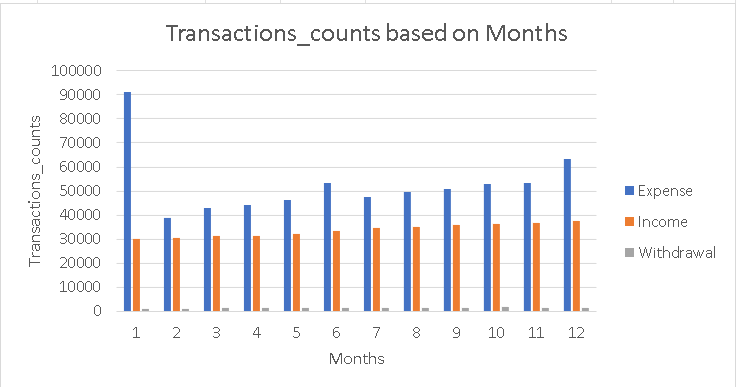 Transactions_counts based on Months
100000
90000
80000
70000
60000
50000
40000
30000
20000
10000
0
Transactions_counts
1 2 3 4 5 6 7 8 9 10 11 12
Months
Expense
Income
Withdrawal